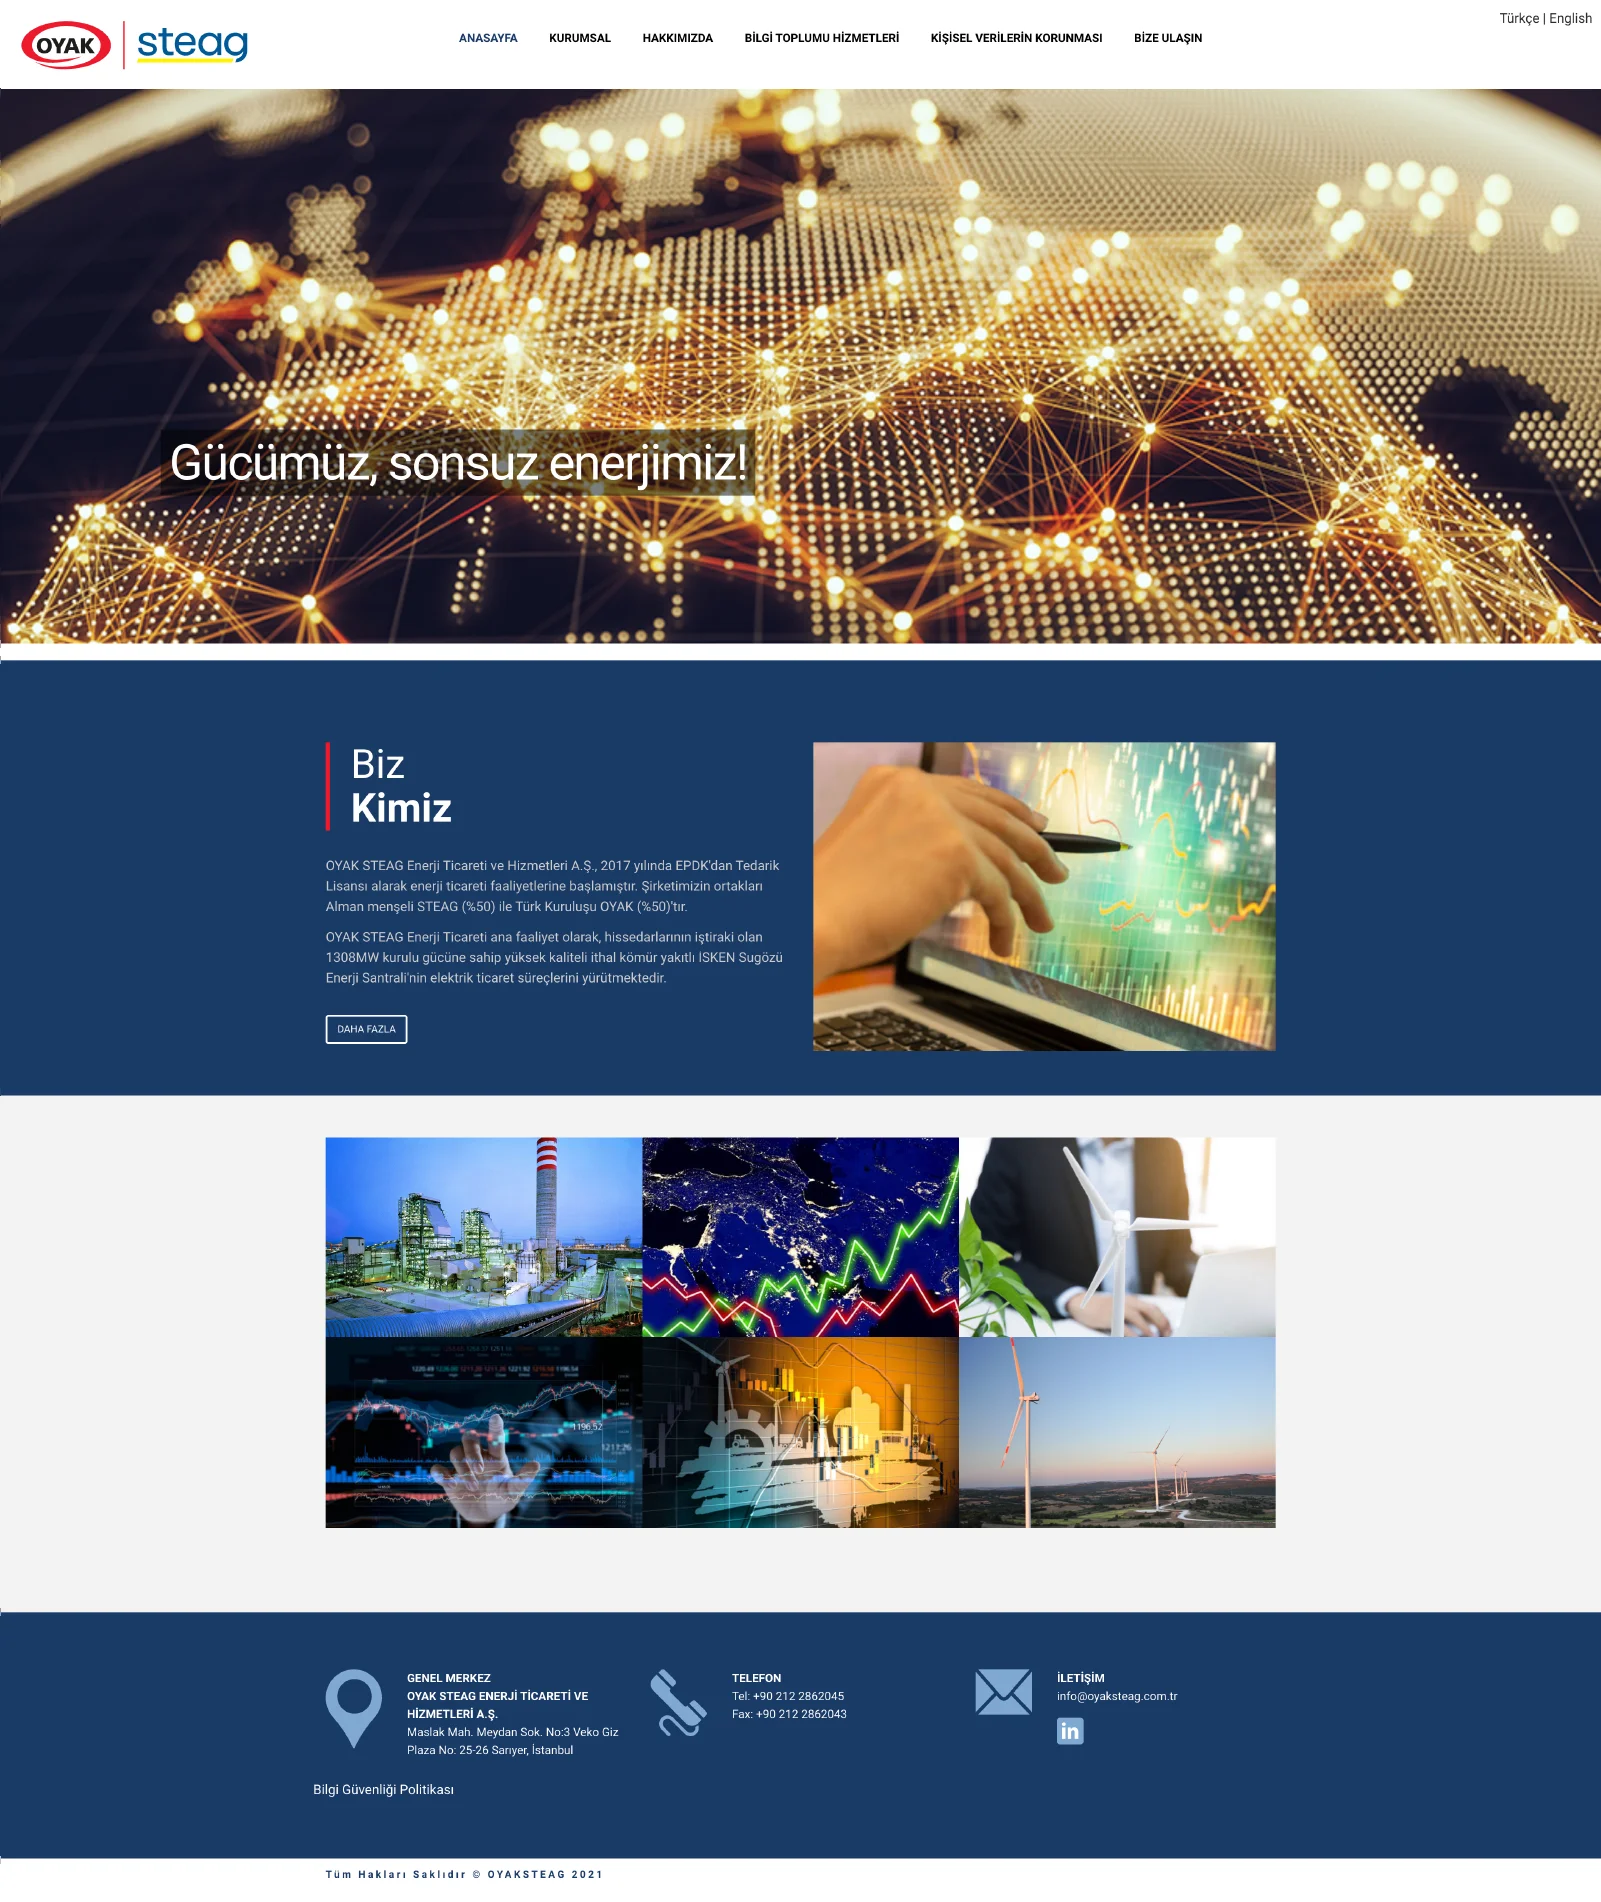 OYAK | steag
ANASAYFA KURUMSAL HAKKIMIZDA BİLGİ TOPLUMU HİZMETLERİ KİŞİSEL VERİLERİN KORUNMASI BİZE ULAŞIN
Türkçe | English
Gücümüz, sonsuz enerjimiz!
Biz
Kimiz
OYAK STEAG Enerji Ticareti ve Hizmetleri A.Ş., 2017 yılında EPDK'dan Tedarik
Lisansı alarak enerji ticareti faaliyetlerine başlamıştır. Şirketimizin ortakları
Alman menşeli STEAG (%50) ile Türk Kuruluşu OYAK (%50)'tır.
OYAK STEAG Enerji Ticareti ana faaliyet olarak, hissedarlarının iştiraki olan
1308MW kurulu gücüne sahip yüksek kaliteli ithal kömür yakıtlı İSKEN Sugözü
Enerji Santrali'nin elektrik ticaret süreçlerini yürütmektedir.
DAHA FAZLA
1196.52
1211.26
GENEL MERKEZ
OYAK STEAG ENERJİ TİCARETİ VE
HİZMETLERİ A.Ş.
Maslak Mah. Meydan Sok. No:3 Veko Giz
Plaza No: 25-26 Sarıyer, İstanbul
TELEFON
Tel: +90 212 2862045
Fax: +90 212 2862043
İLETİŞİM
info@oyaksteag.com.tr
in
Bilgi Güvenliği Politikası
Tüm Hakları Saklıdır © OYAKSTEAG 2021